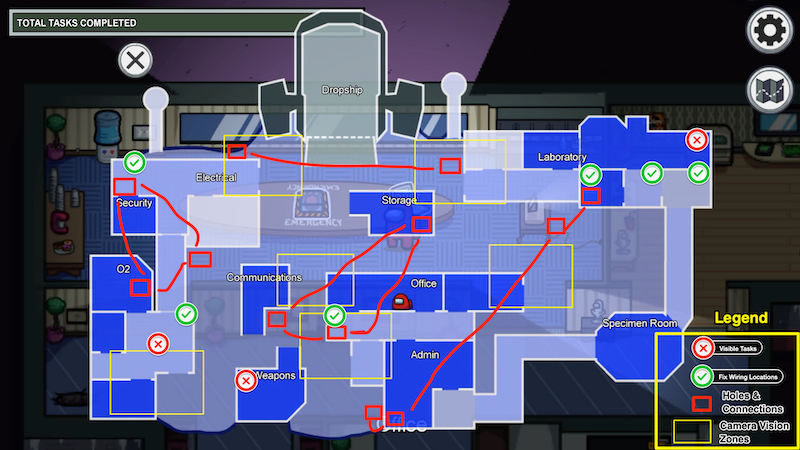 TOTAL TASKS COMPLETED
Dropship
Laboratory
Electrical
Security
Storage
EMERGENCY
O2
Communications
Office
Legend
Specimen Room
Visible Tasks
Admin
Weapons
Fix Wiring Locations
Holes &
Connections
Office
Camera Vision
Zones